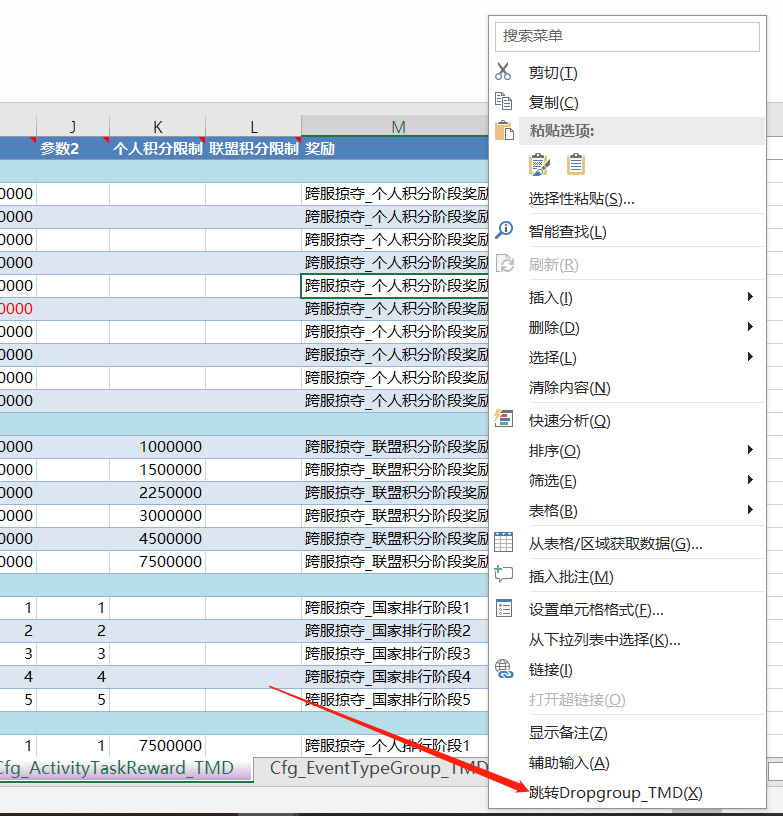 J K L M
参数2 个人积分限制 联盟积分限制 奖励
0000 跨服掠夺_个人积分阶段奖励
0000 跨服掠夺_个人积分阶段奖励
0000 跨服掠夺_个人积分阶段奖励
0000 跨服掠夺_个人积分阶段奖励
0000 跨服掠夺_个人积分阶段奖励
0000 跨服掠夺_个人积分阶段奖励
0000 跨服掠夺_个人积分阶段奖励
0000 跨服掠夺_个人积分阶段奖励
0000 跨服掠夺_个人积分阶段奖励
0000 跨服掠夺_个人积分阶段奖励
0000 1000000 跨服掠夺_联盟积分阶段奖励
0000 1500000 跨服掠夺_联盟积分阶段奖励
0000 2250000 跨服掠夺_联盟积分阶段奖励
0000 3000000 跨服掠夺_联盟积分阶段奖励
0000 4500000 跨服掠夺_联盟积分阶段奖励
0000 7500000 跨服掠夺_联盟积分阶段奖励
1 1 跨服掠夺_国家排行阶段1
2 2 跨服掠夺_国家排行阶段2
3 3 跨服掠夺_国家排行阶段3
4 4 跨服掠夺_国家排行阶段4
5 5 跨服掠夺_国家排行阶段5
1 1 7500000 跨服掠夺_个人排行阶段1
Cfg_ActivityTaskReward_TMD Cfg_EventTypeGroup_TMD
搜索菜单
剪切(T)
复制(C)
粘贴选项:
选择性粘贴(S)...
智能查找(L)
刷新(R)
插入(I)
删除(D)
选择(L)
清除内容(N)
快速分析(Q)
排序(O)
筛选(E)
表格(B)
从表格/区域获取数据(G)...
插入批注(M)
设置单元格格式(F)...
从下拉列表中选择(K)...
链接(I)
打开超链接(O)
显示备注(Z)
辅助输入(A)
跳转Dropgroup_TMD(X)